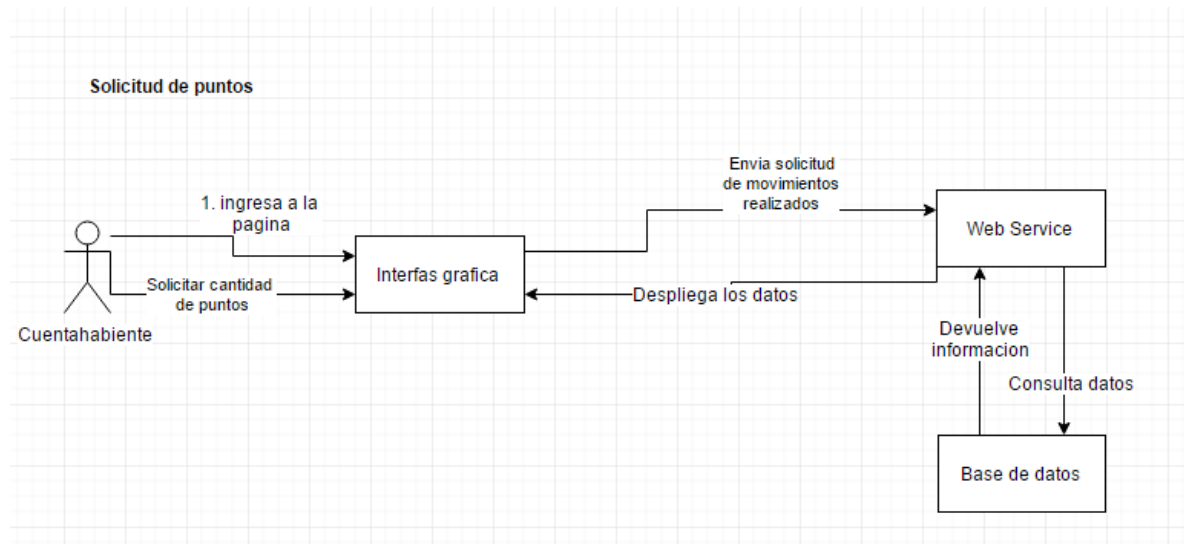 Solicitud de puntos
Envia solicitud
de movimientos
realizados
1. ingresa a la
pagina
Web Service
Interfas grafica
Solicitar cantidad
de puntos
Despliega los datos
Cuentahabiente
Devuelve
informacion
Consulta datos
Base de datos